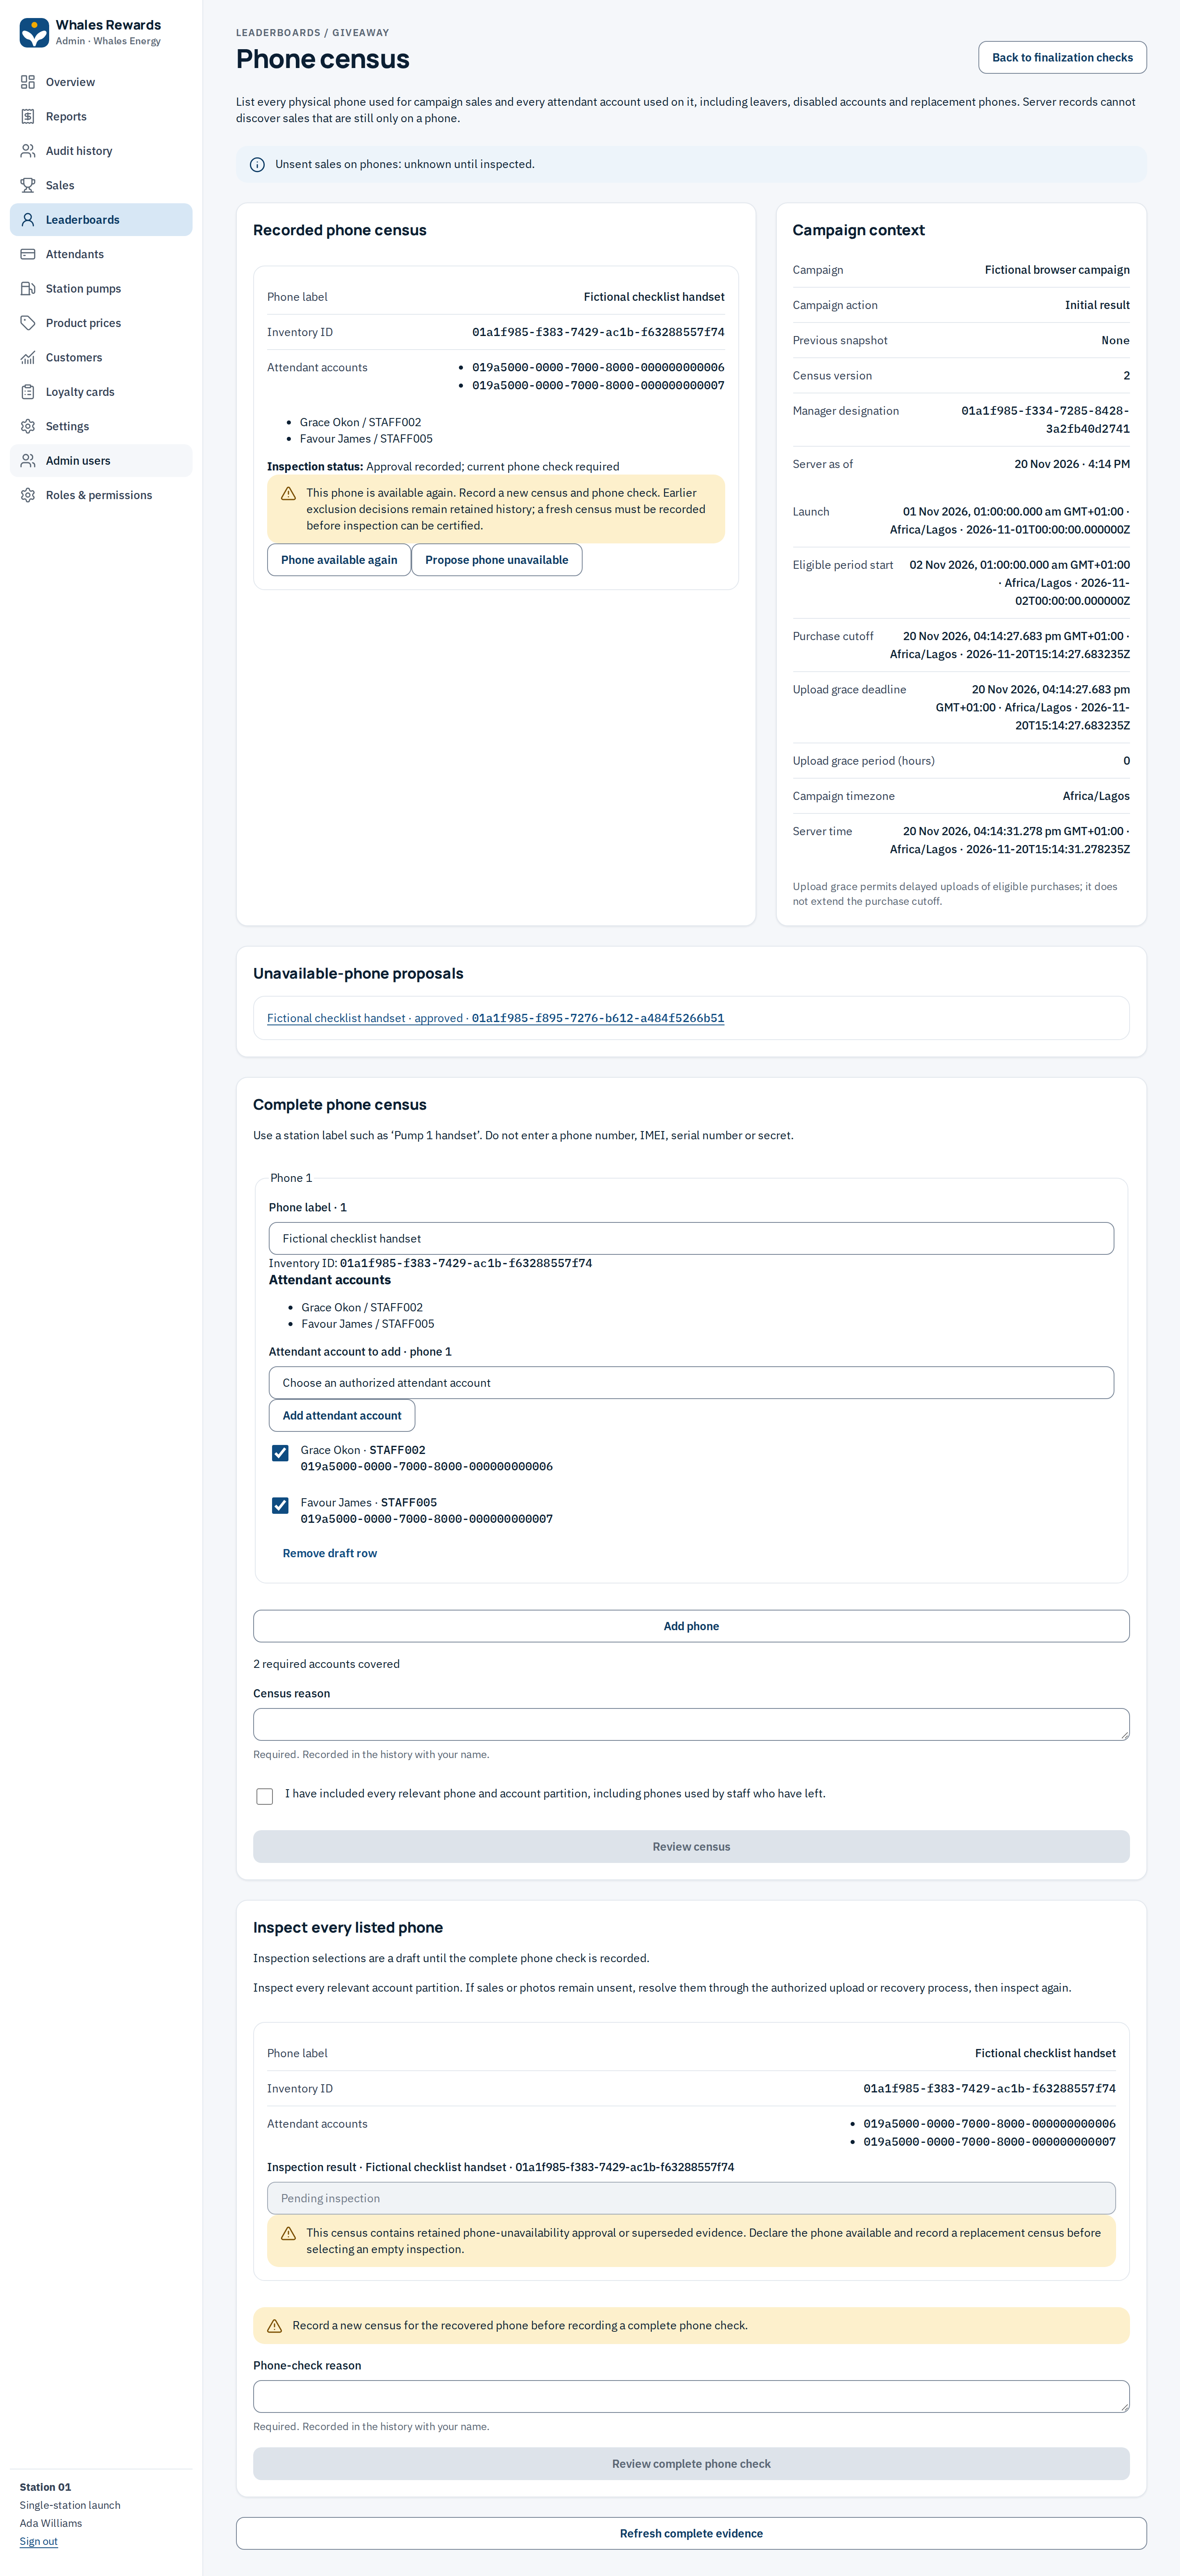 Whales Rewards
Admin · Whales Energy
Overview
Reports
Audit history
Sales
Leaderboards
Attendants
Station pumps
Product prices
Customers
Loyalty cards
Settings
Admin users
Roles & permissions
Station 01
Single-station launch
Ada Williams
Sign out
LEADERBOARDS / GIVEAWAY
Phone census
Back to finalization checks
List every physical phone used for campaign sales and every attendant account used on it, including leavers, disabled accounts and replacement phones. Server records cannot
discover sales that are still only on a phone.
Unsent sales on phones: unknown until inspected.
Recorded phone census
Phone label Fictional checklist handset
Inventory ID 01a1f985-f383-7429-ac1b-f63288557f74
Attendant accounts • 019a5000-0000-7000-8000-000000000006
• 019a5000-0000-7000-8000-000000000007
• Grace Okon / STAFF002
• Favour James / STAFF005
Inspection status: Approval recorded; current phone check required
This phone is available again. Record a new census and phone check. Earlier
exclusion decisions remain retained history; a fresh census must be recorded
before inspection can be certified.
Phone available again Propose phone unavailable
Campaign context
Campaign Fictional browser campaign
Campaign action Initial result
Previous snapshot None
Census version 2
Manager designation 01a1f985-f334-7285-8428-
3a2fb40d2741
Server as of 20 Nov 2026 · 4:14 PM
Launch 01 Nov 2026, 01:00:00.000 am GMT+01:00 ·
Africa/Lagos · 2026-11-01T00:00:00.000000Z
Eligible period start 02 Nov 2026, 01:00:00.000 am GMT+01:00
· Africa/Lagos · 2026-11-
02T00:00:00.000000Z
Purchase cutoff 20 Nov 2026, 04:14:27.683 pm GMT+01:00 ·
Africa/Lagos · 2026-11-20T15:14:27.683235Z
Upload grace deadline 20 Nov 2026, 04:14:27.683 pm
GMT+01:00 · Africa/Lagos · 2026-11-
20T15:14:27.683235Z
Upload grace period (hours) 0
Campaign timezone Africa/Lagos
Server time 20 Nov 2026, 04:14:31.278 pm GMT+01:00 ·
Africa/Lagos · 2026-11-20T15:14:31.278235Z
Upload grace permits delayed uploads of eligible purchases; it does
not extend the purchase cutoff.
Unavailable-phone proposals
Fictional checklist handset · approved · 01a1f985-f895-7276-b612-a484f5266b51
Complete phone census
Use a station label such as ‘Pump 1 handset’. Do not enter a phone number, IMEI, serial number or secret.
Phone 1
Phone label · 1
Fictional checklist handset
Inventory ID: 01a1f985-f383-7429-ac1b-f63288557f74
Attendant accounts
• Grace Okon / STAFF002
• Favour James / STAFF005
Attendant account to add · phone 1
Choose an authorized attendant account
Add attendant account
Grace Okon · STAFF002
019a5000-0000-7000-8000-000000000006
Favour James · STAFF005
019a5000-0000-7000-8000-000000000007
Remove draft row
Add phone
2 required accounts covered
Census reason
Required. Recorded in the history with your name.
I have included every relevant phone and account partition, including phones used by staff who have left.
Review census
Inspect every listed phone
Inspection selections are a draft until the complete phone check is recorded.
Inspect every relevant account partition. If sales or photos remain unsent, resolve them through the authorized upload or recovery process, then inspect again.
Phone label Fictional checklist handset
Inventory ID 01a1f985-f383-7429-ac1b-f63288557f74
Attendant accounts • 019a5000-0000-7000-8000-000000000006
• 019a5000-0000-7000-8000-000000000007
Inspection result · Fictional checklist handset · 01a1f985-f383-7429-ac1b-f63288557f74
Pending inspection
This census contains retained phone-unavailability approval or superseded evidence. Declare the phone available and record a replacement census before
selecting an empty inspection.
Record a new census for the recovered phone before recording a complete phone check.
Phone-check reason
Required. Recorded in the history with your name.
Review complete phone check
Refresh complete evidence